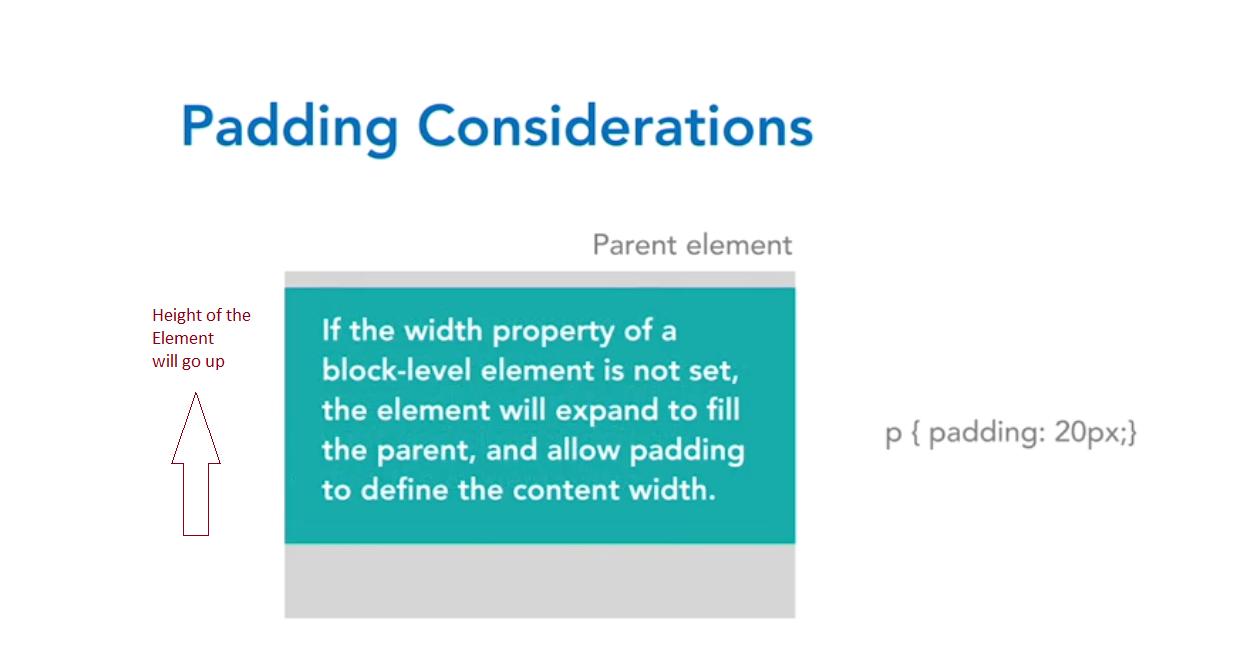 Padding Considerations
Parent element
Height of the
Element
will go up
If the width property of a
block-level element is not set,
the element will expand to fill
the parent, and allow padding
to define the content width.
p { padding: 20px;}